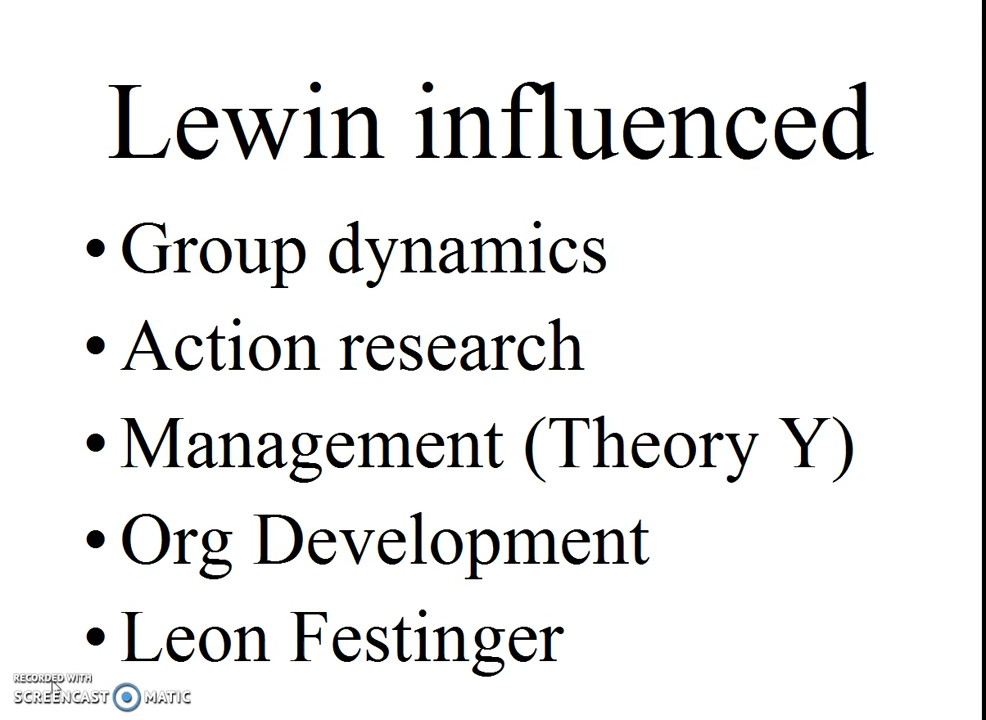 Lewin influenced
• Group dynamics
• Action research
• Management (Theory Y)
• Org Development
• Leon Festinger
RECORDED WITH
SCREENCAST MATIC